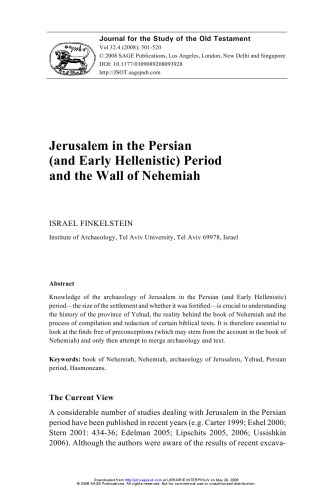 Journal for the Study of the Old Testament
Vol 32.4 (2008): 501-520
© 2008 SAGE Publications, Los Angeles, London, New Delhi and Singapore
DOI: 10.1177/0309089208093928
http://JSOT.sagepub.com
Jerusalem in the Persian
(and Early Hellenistic) Period
and the Wall of Nehemiah
ISRAEL FINKELSTEIN
Institute of Archaeology, Tel Aviv University, Tel Aviv 69978, Israel
Abstract
Knowledge of the archaeology of Jerusalem in the Persian (and Early Hellenistic)
period—the size of the settlement and whether it was fortified—is crucial to understanding
the history of the province of Yehud, the reality behind the book of Nehemiah and the
process of compilation and redaction of certain biblical texts. It is therefore essential to
look at the finds free of preconceptions (which may stem from the account in the book of
Nehemiah) and only then attempt to merge archaeology and text.
Keywords: book of Nehemiah, Nehemiah, archaeology of Jerusalem, Yehud, Persian
period, Hasmoneans.
The Current View
A considerable number of studies dealing with Jerusalem in the Persian
period have been published in recent years (e.g. Carter 1999; Eshel 2000;
Stern 2001: 434-36; Edelman 2005; Lipschits 2005, 2006; Ussishkin
2006). Although the authors were aware of the results of recent excava-
Downloaded from http://jot.sagepub.com at LIBRAIRIE INTERPHILIV on May 26, 2008
© 2008 SAGE Publications. All rights reserved. Not for commercial use or unauthorized distribution.